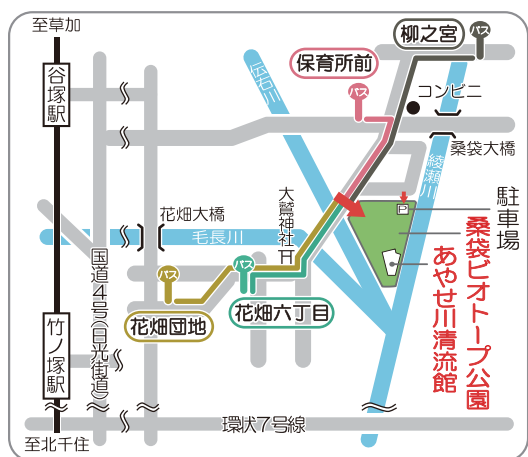 至草加
谷塚駅
竹ノ塚駅
至北千住
国道4号(日光街道)
環状7号線
花畑大橋
毛長川
伝右川
綾瀬川
大鷲神社
バス
柳之宮
バス
保育所前
コンビニ
桑袋大橋
バス
花畑団地
バス
花畑六丁目
P
駐車場
桑袋ビオトープ公園
あやせ川清流館